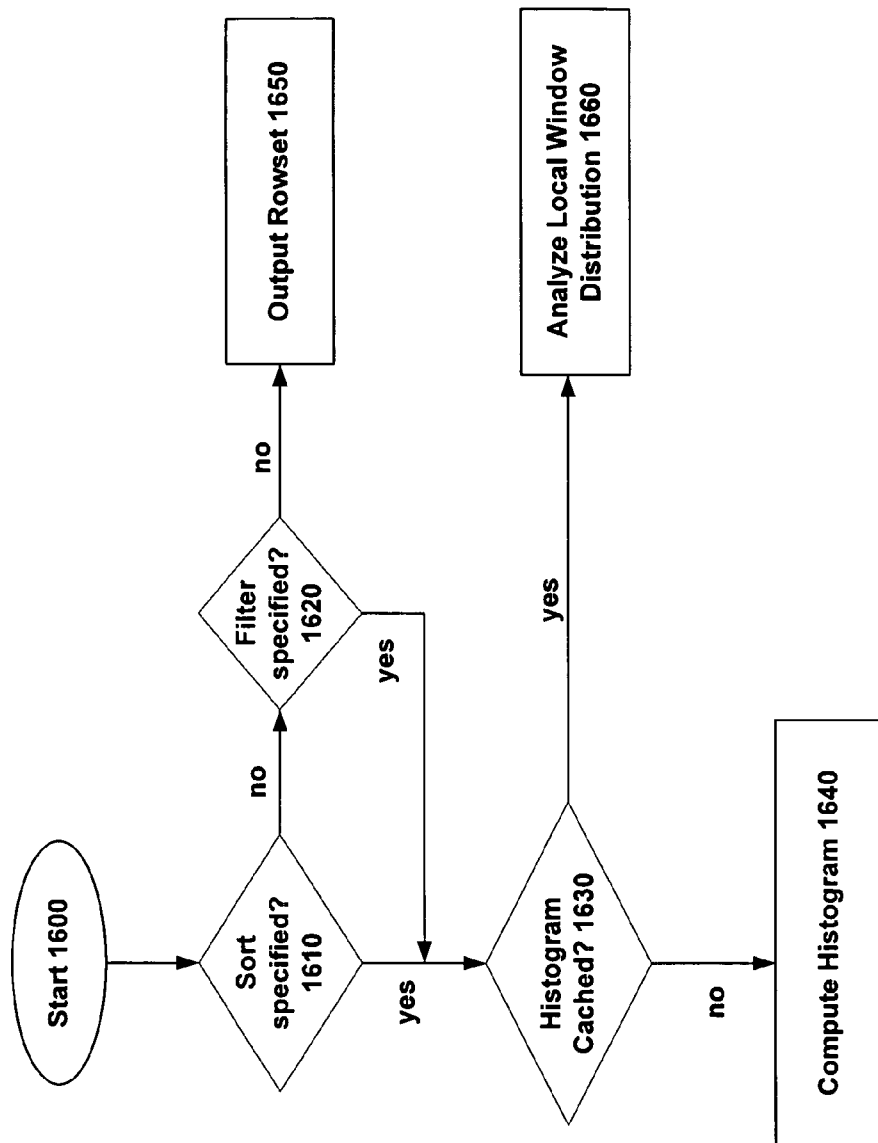 Start 1600
Sort
specified?
1610
no
Filter
specified?
1620
no
Output Rowset 1650
yes
yes
Histogram
Cached? 1630
yes
Analyze Local Window
Distribution 1660
no
Compute Histogram 1640